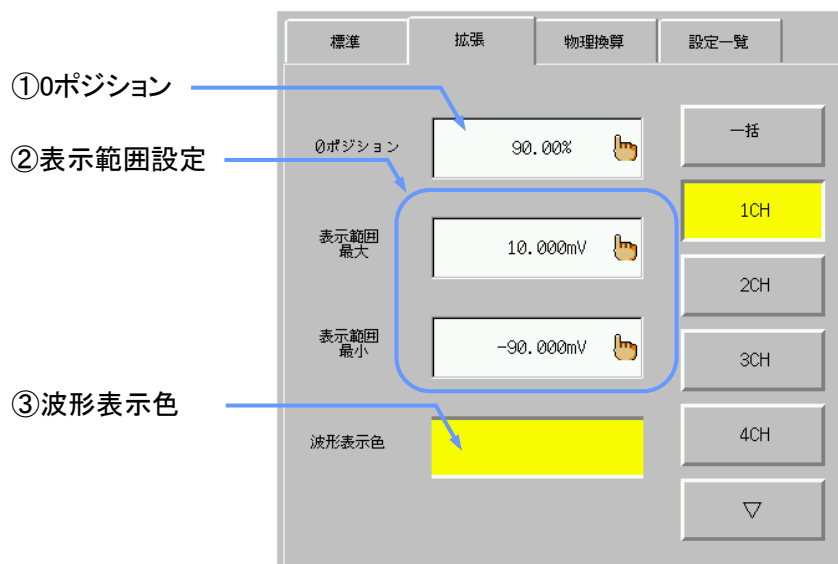 標準
拡張
物理換算
設定一覧
①0ポジション
0ポジション
90.00%
一括
②表示範囲設定
1CH
表示範囲
最大
10.000mV
2CH
表示範囲
最小
-90.000mV
3CH
③波形表示色
波形表示色
4CH
▽